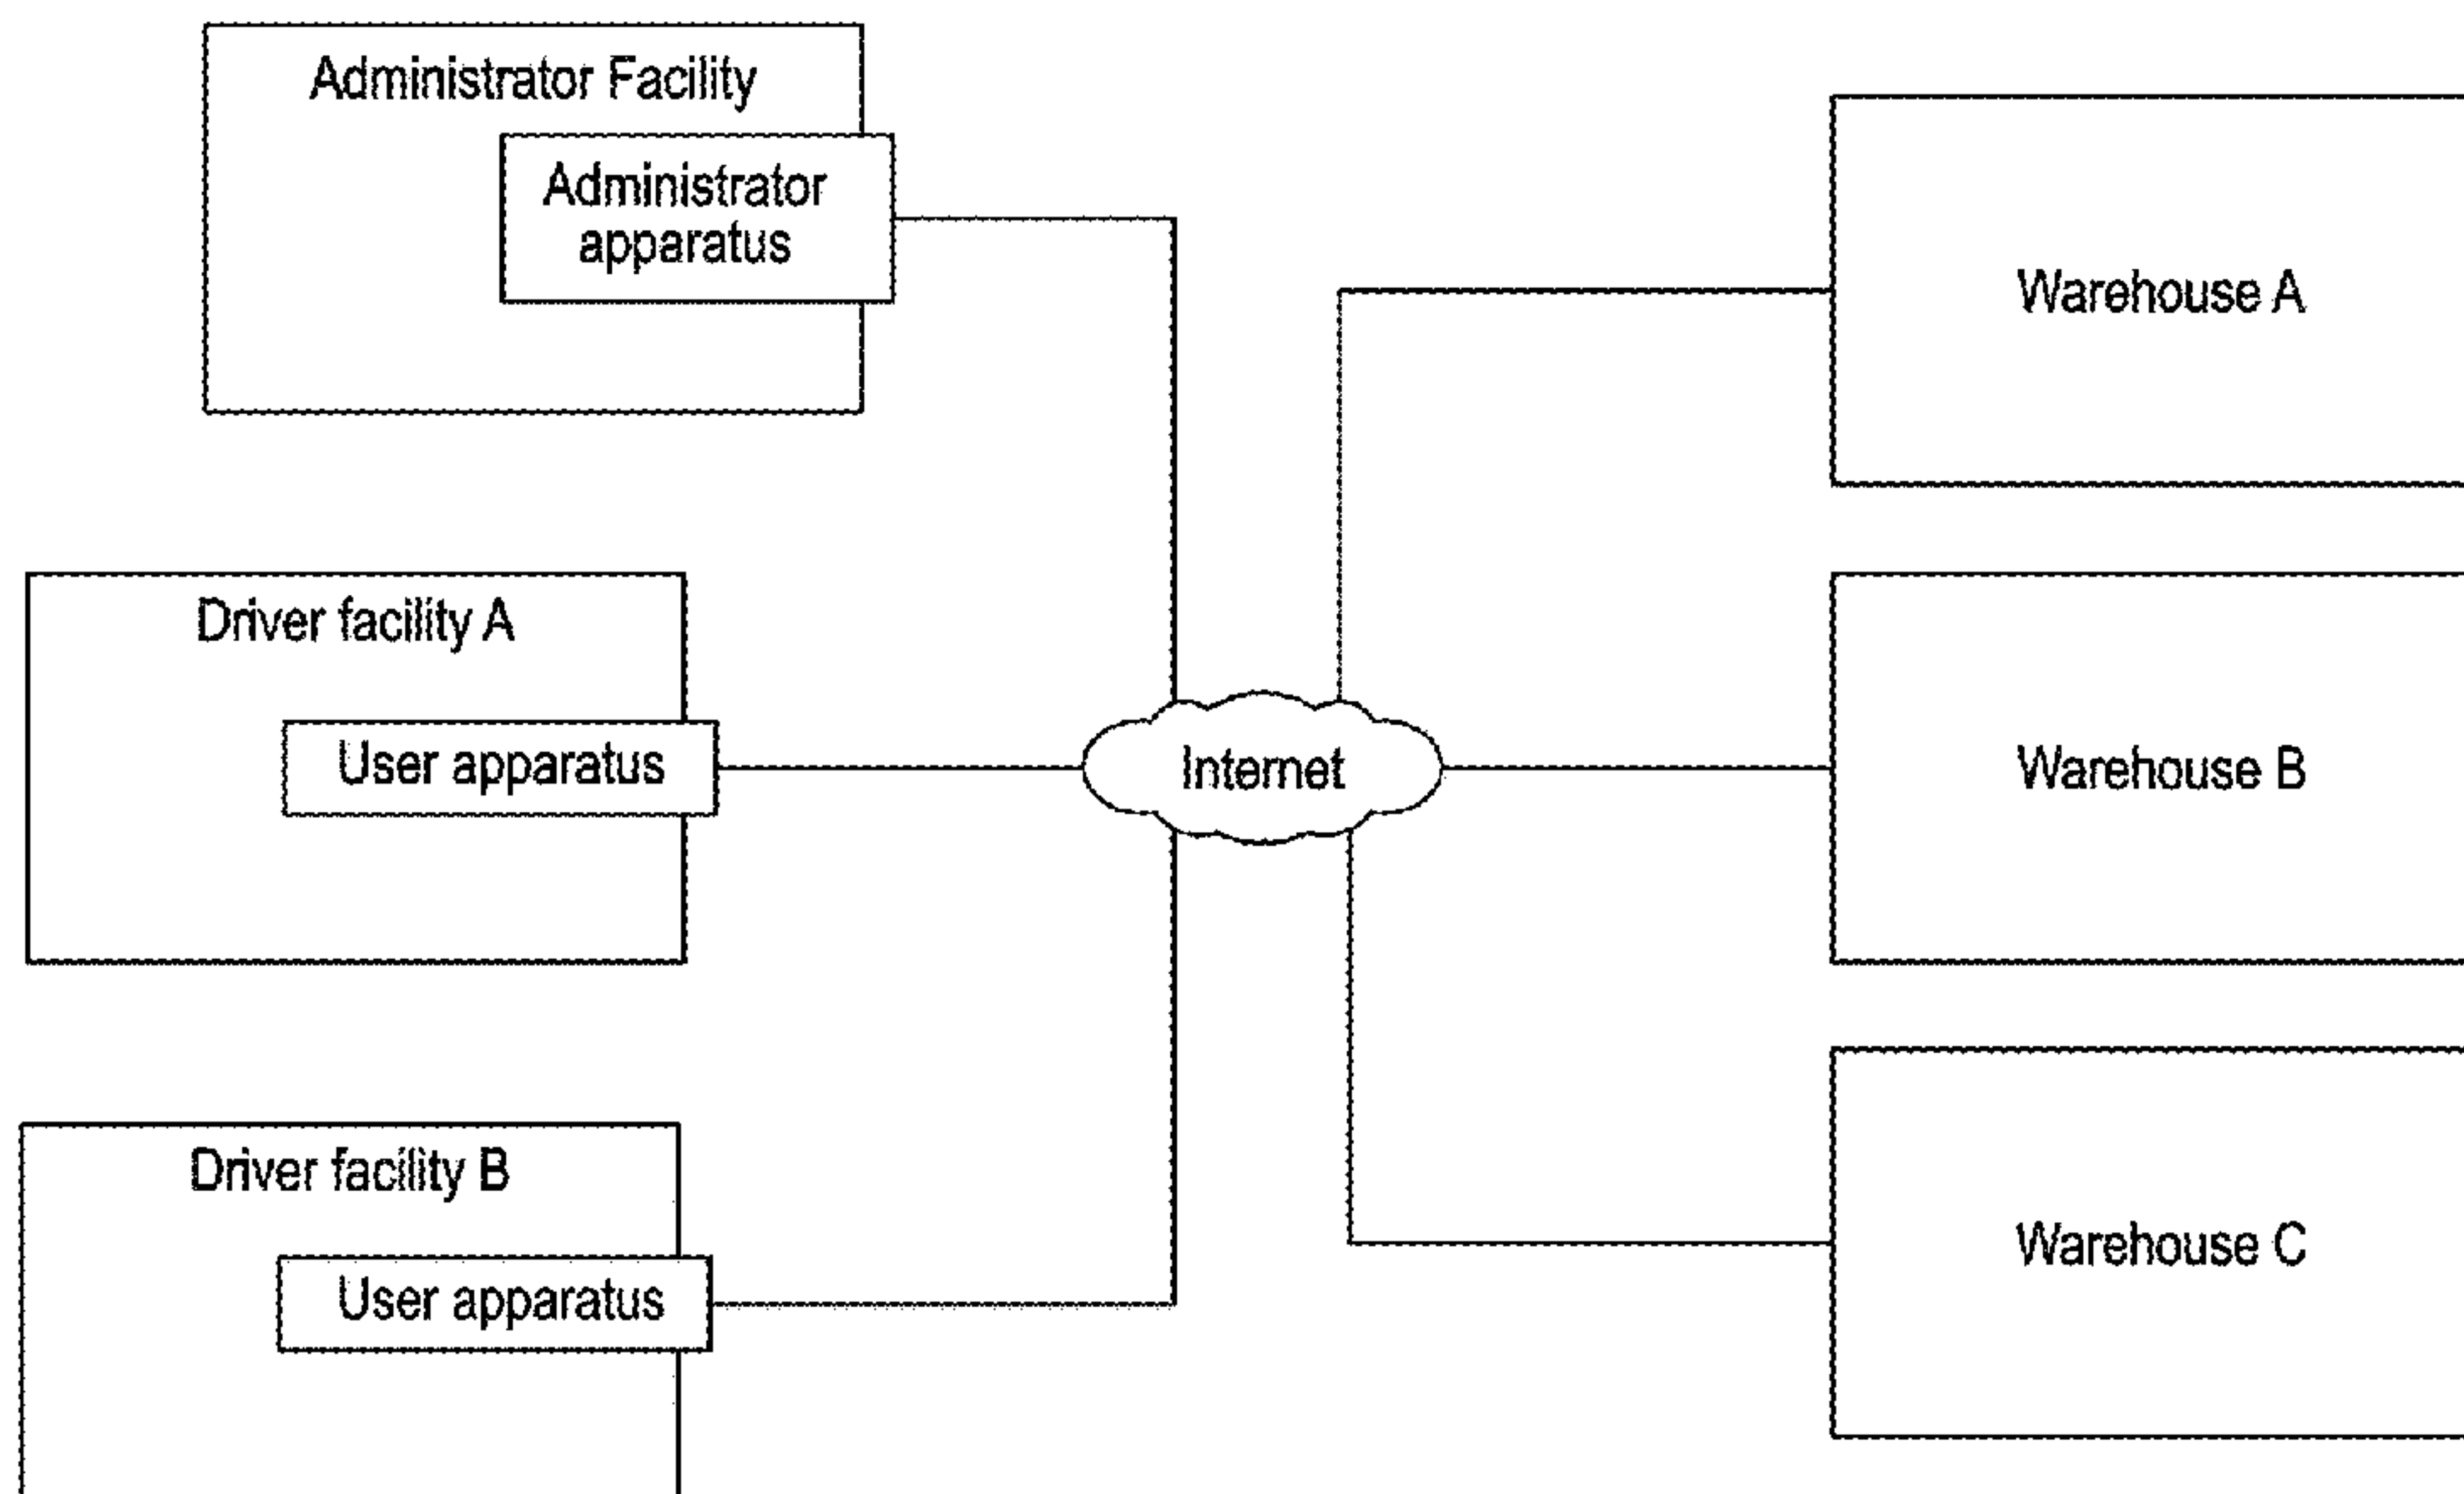 Administrator Facility
Administrator
apparatus
Warehouse A
Driver facility A
User apparatus
Internet
Warehouse B
Driver facility B
User apparatus
Warehouse C